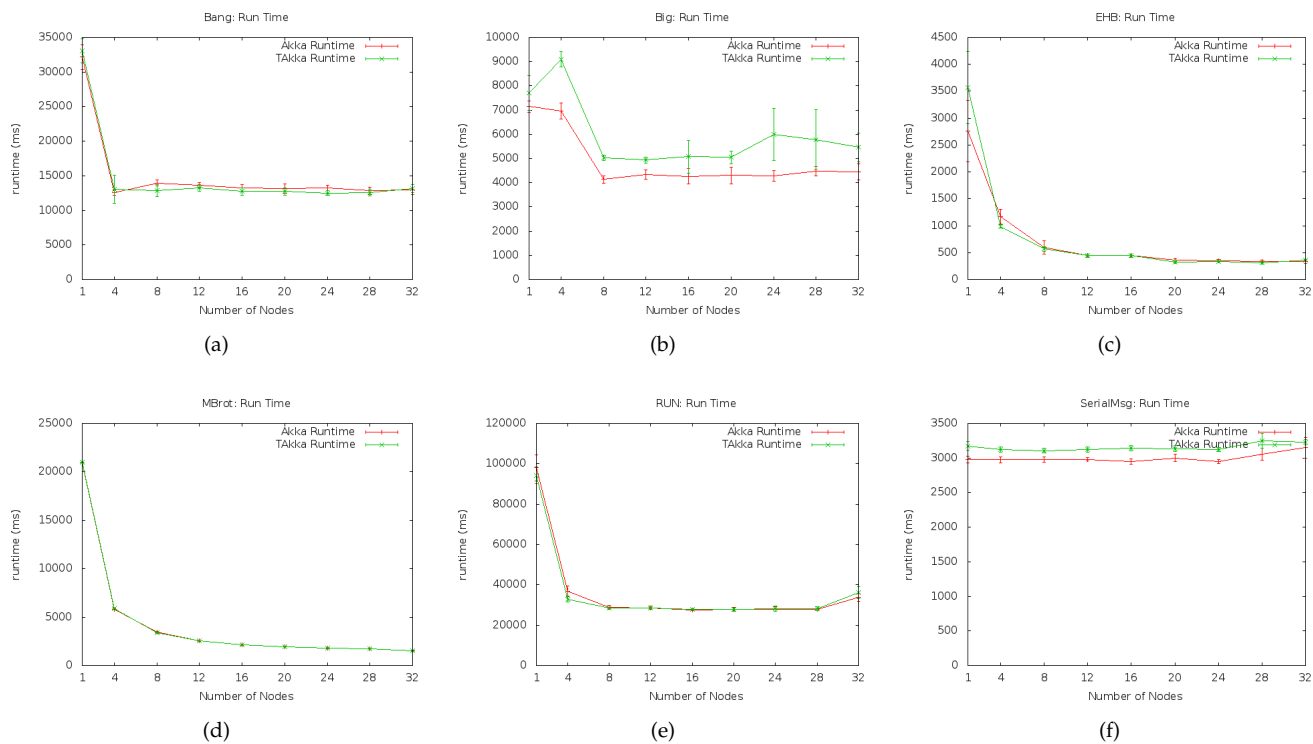 Bang: Run Time
35000
30000
25000
20000
15000
10000
5000
0
runtime (ms)
Akka Runtime
TAkka Runtime
1 4 8 12 16 20 24 28 32
Number of Nodes
(a)
Big: Run Time
10000
9000
8000
7000
6000
5000
4000
3000
2000
1000
0
runtime (ms)
Akka Runtime
TAkka Runtime
1 4 8 12 16 20 24 28 32
Number of Nodes
(b)
EHB: Run Time
4500
4000
3500
3000
2500
2000
1500
1000
500
0
runtime (ms)
Akka Runtime
TAkka Runtime
1 4 8 12 16 20 24 28 32
Number of Nodes
(c)
MBrot: Run Time
25000
20000
15000
10000
5000
0
runtime (ms)
Akka Runtime
TAkka Runtime
1 4 8 12 16 20 24 28 32
Number of Nodes
(d)
RUN: Run Time
120000
100000
80000
60000
40000
20000
0
runtime (ms)
Akka Runtime
TAkka Runtime
1 4 8 12 16 20 24 28 32
Number of Nodes
(e)
SerialMsg: Run Time
3500
3000
2500
2000
1500
1000
500
0
runtime (ms)
Akka Runtime
TAkka Runtime
1 4 8 12 16 20 24 28 32
Number of Nodes
(f)